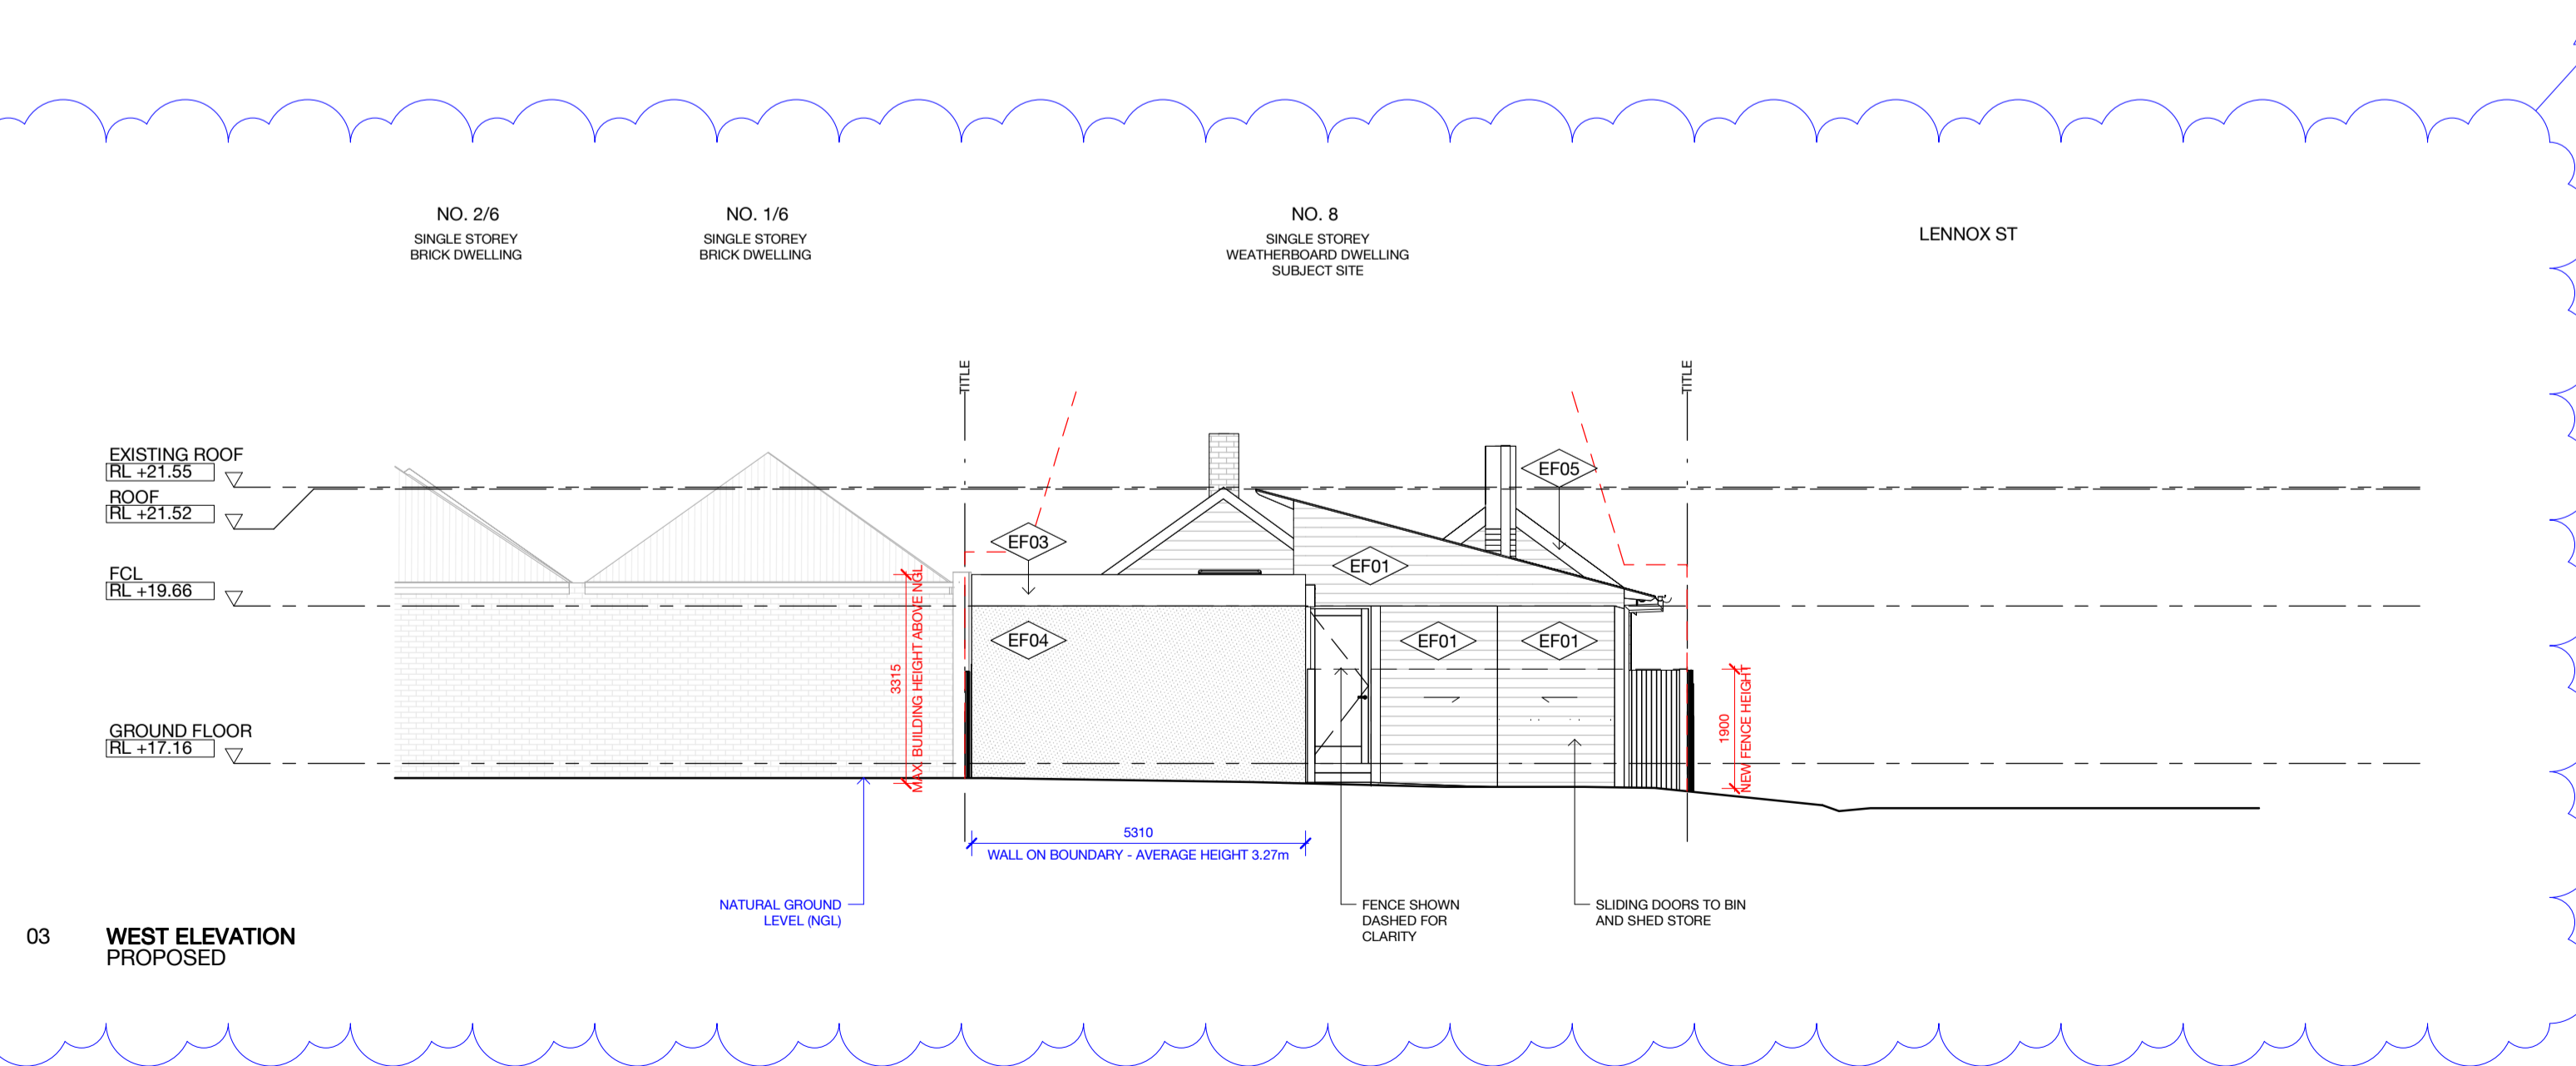 NO. 2/6
SINGLE STOREY
BRICK DWELLING
NO. 1/6
SINGLE STOREY
BRICK DWELLING
NO. 8
SINGLE STOREY
WEATHERBOARD DWELLING
SUBJECT SITE
LENNOX ST
TITLE
TITLE
EXISTING ROOF
RL +21.55
ROOF
RL +21.52
FCL
RL +19.66
GROUND FLOOR
RL +17.16
EF03
EF04
EF05
EF01
EF01
EF01
3315
MAX. BUILDING HEIGHT ABOVE NGL
1900
NEW FENCE HEIGHT
5310
WALL ON BOUNDARY - AVERAGE HEIGHT 3.27m
NATURAL GROUND
LEVEL (NGL)
FENCE SHOWN
DASHED FOR
CLARITY
SLIDING DOORS TO BIN
AND SHED STORE
03
WEST ELEVATION
PROPOSED